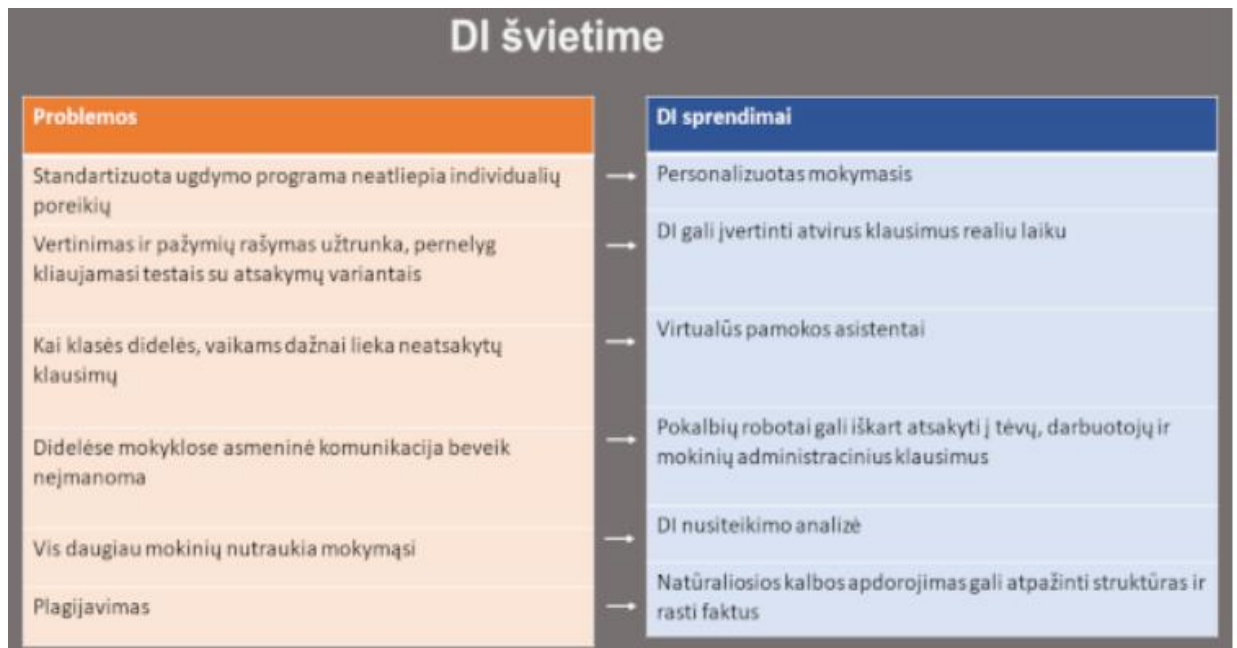 DI švietime
Problemos
DI sprendimai
Standartizuota ugdymo programa neatliepia individualių
poreikių
→
Personalizuotas mokymasis
Vertinimas ir pažymių rašymas užtrunka, pernelyg
kliaujamasi testais su atsakymų variantais
→
DI gali įvertinti atvirus klausimus realiu laiku
Kai klasės didelės, vaikams dažnai lieka neatsakytų
klausimų
→
Virtualūs pamokos asistentai
Didelėse mokyklose asmeninė komunikacija beveik
neįmanoma
→
Pokalbių robotai gali iškart atsakyti į tėvų, darbuotojų ir
mokinių administracinius klausimus
Vis daugiau mokinių nutraukia mokymąsi
→
DI nusiteikimo analizė
Plagijavimas
→
Natūraliosios kalbos apdorojimas gali atpažinti struktūras ir
rasti faktus